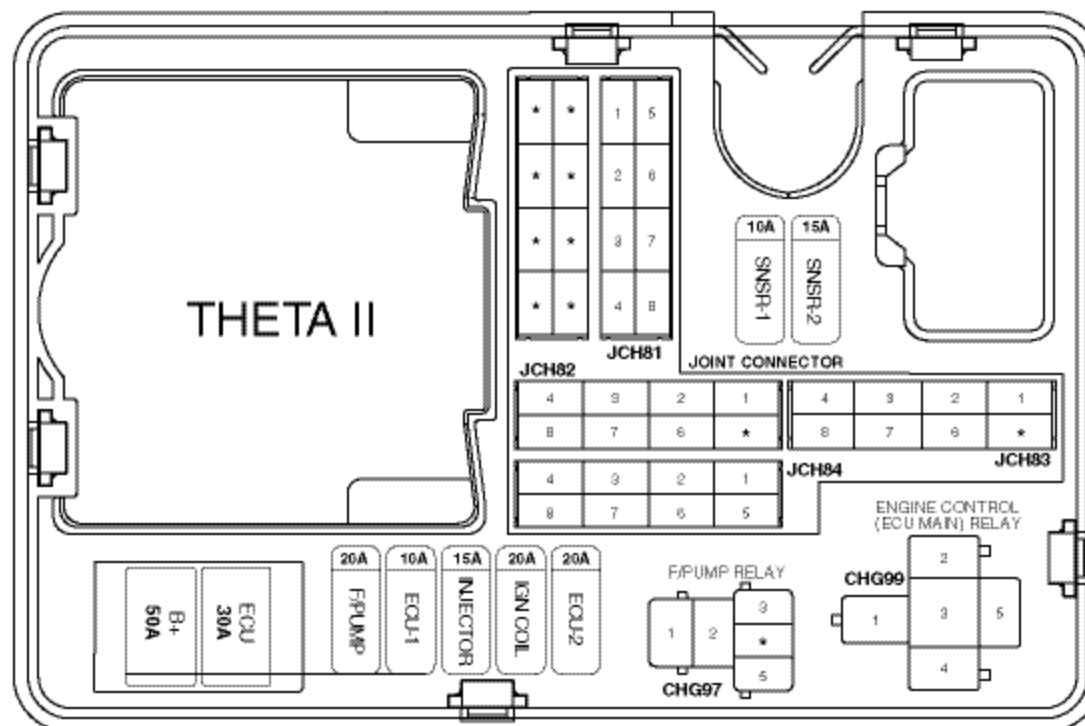 * * 1 5
* * 2 6
* * 3 7
* * 4 8
10A 15A
SNSR-1 SNSR-2
THETA II
JCH81
JCH82
JOINT CONNECTOR
4 3 2 1 4 3 2 1
8 7 6 * 8 7 6 *
JCH84
JCH83
4 3 2 1
8 7 6 5
ENGINE CONTROL
(ECU MAIN) RELAY
20A 10A 15A 20A 20A
F/PUMP ECU-1 INJECTOR IGN COIL ECU-2
B+
50A
ECU
30A
F/PUMP RELAY
1 2 3
*
5
CHG97
CHG99
2
1 3 5
4